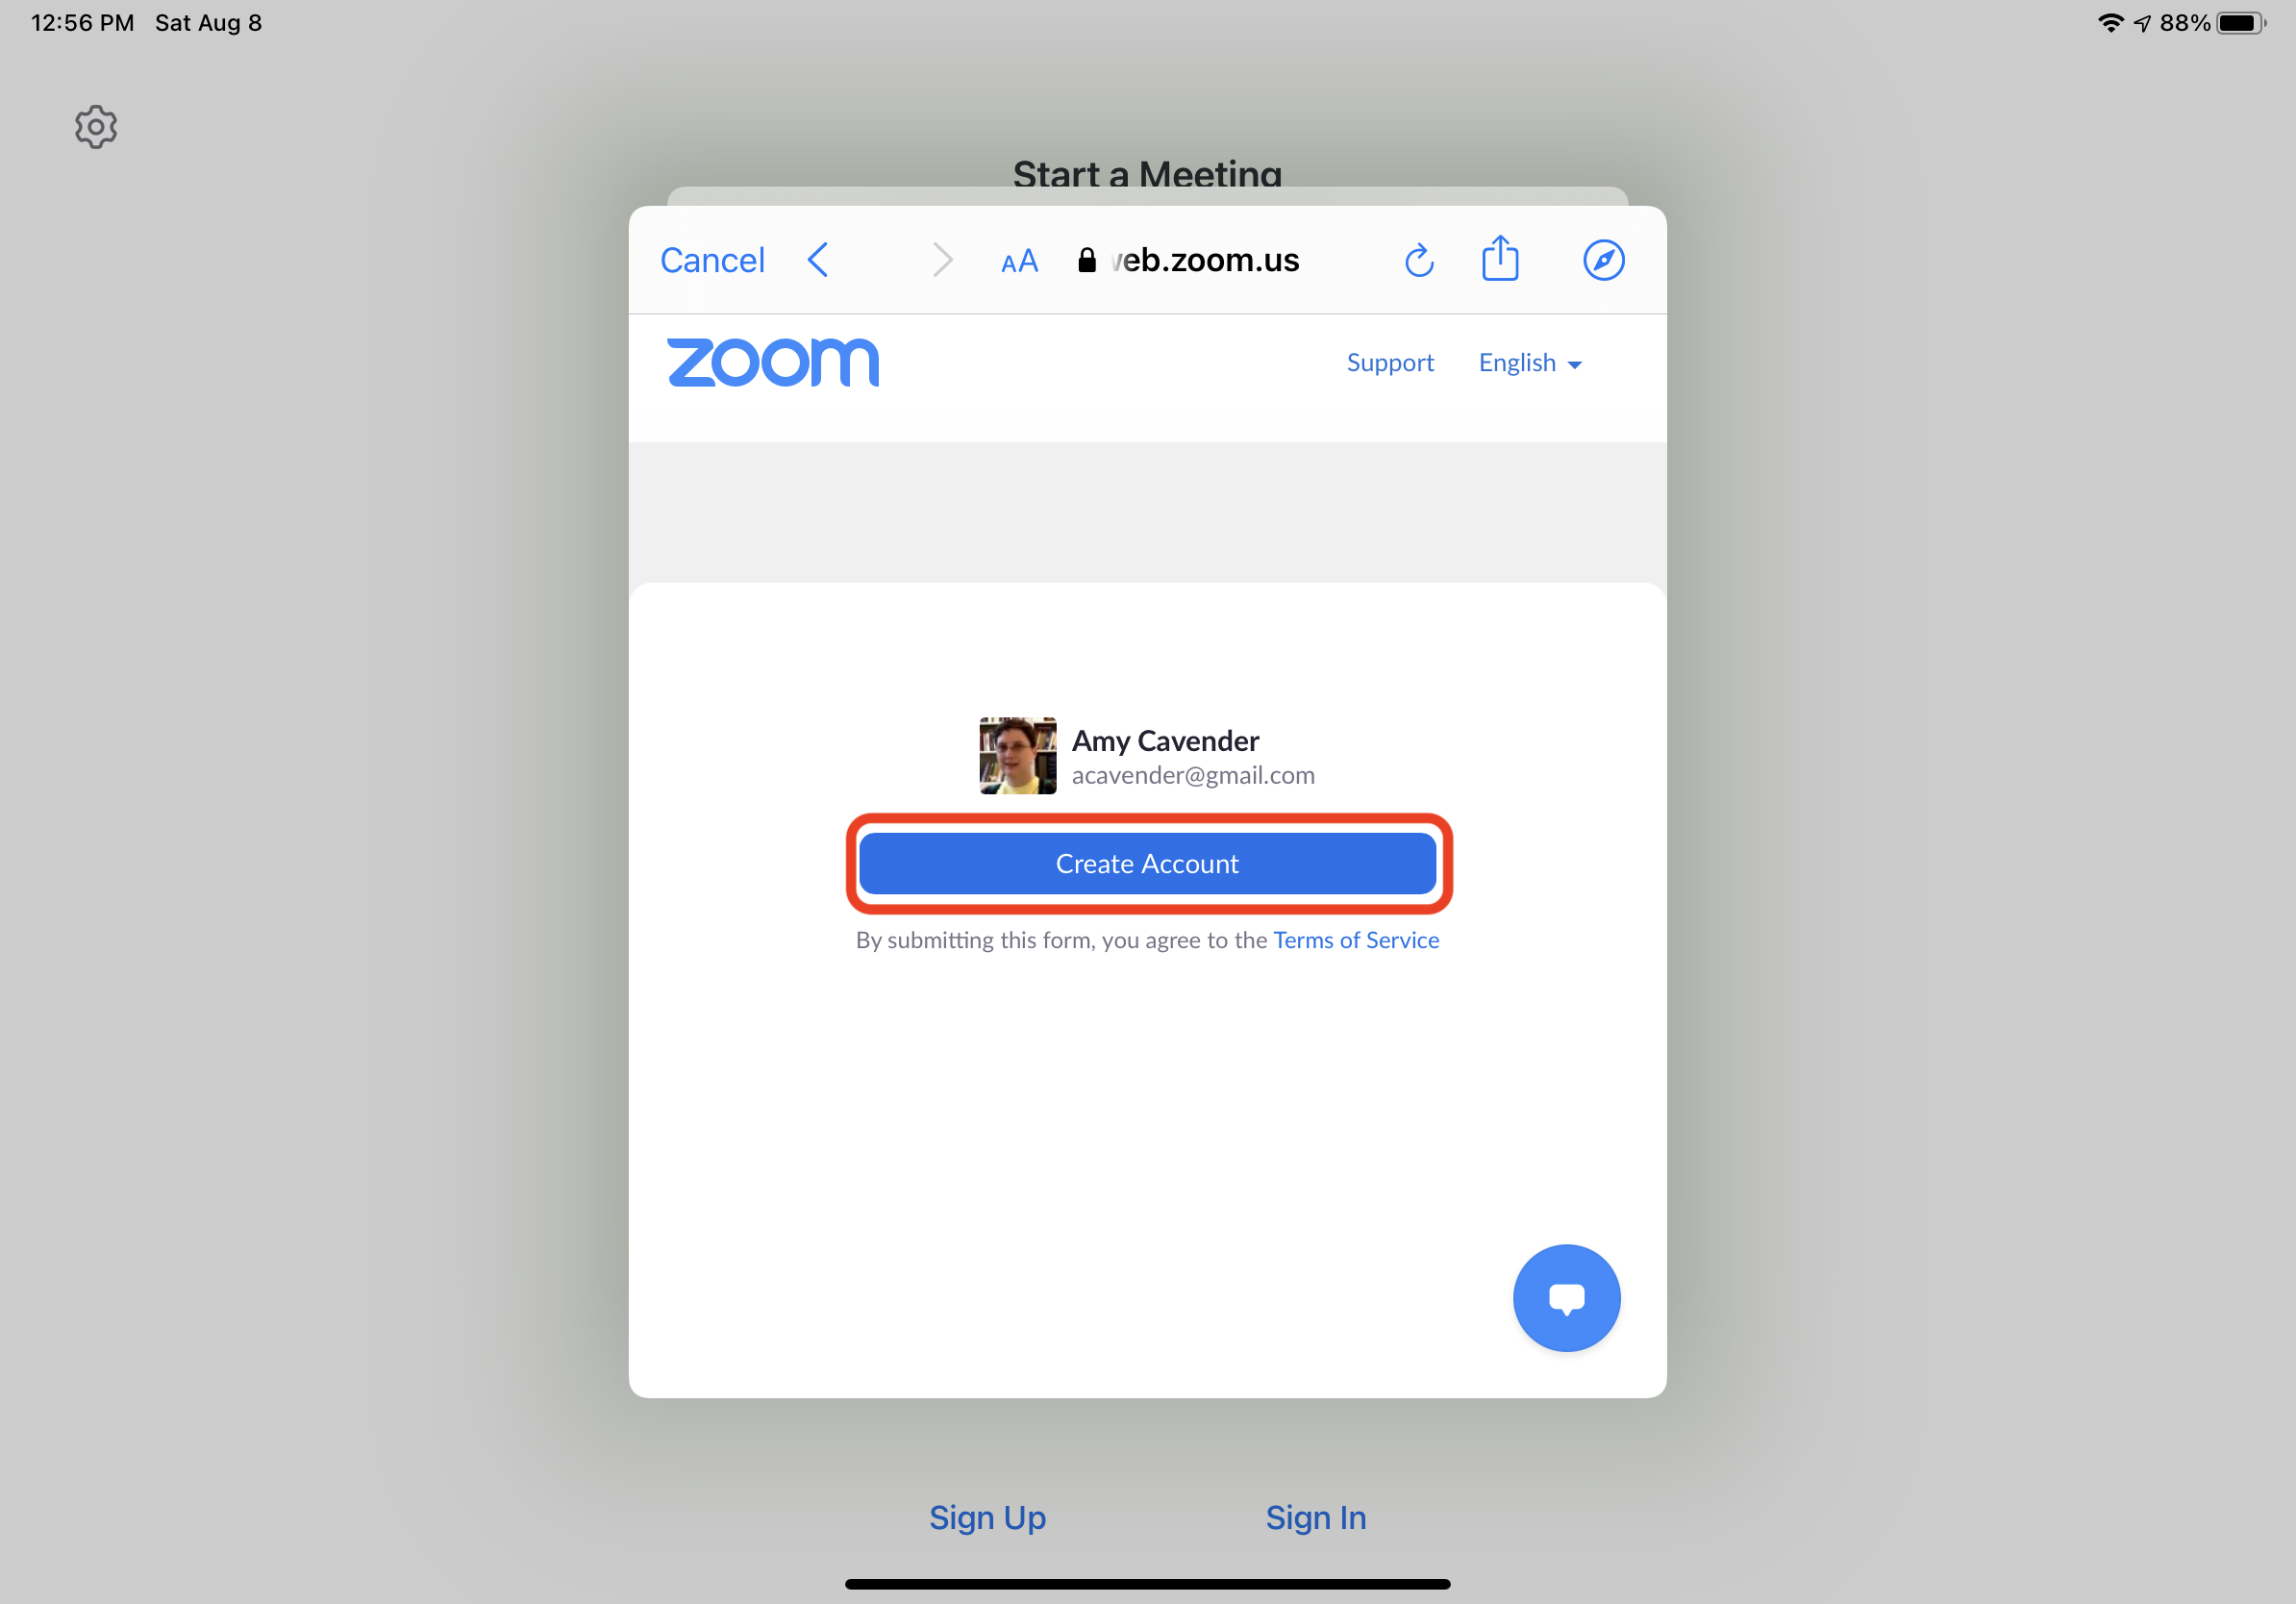 12:56 PM Sat Aug 8
88%
Start a Meeting
Cancel
AA
eb.zoom.us
zoom
Support
English
Amy Cavender
acavender@gmail.com
Create Account
By submitting this form, you agree to the Terms of Service
Sign Up
Sign In